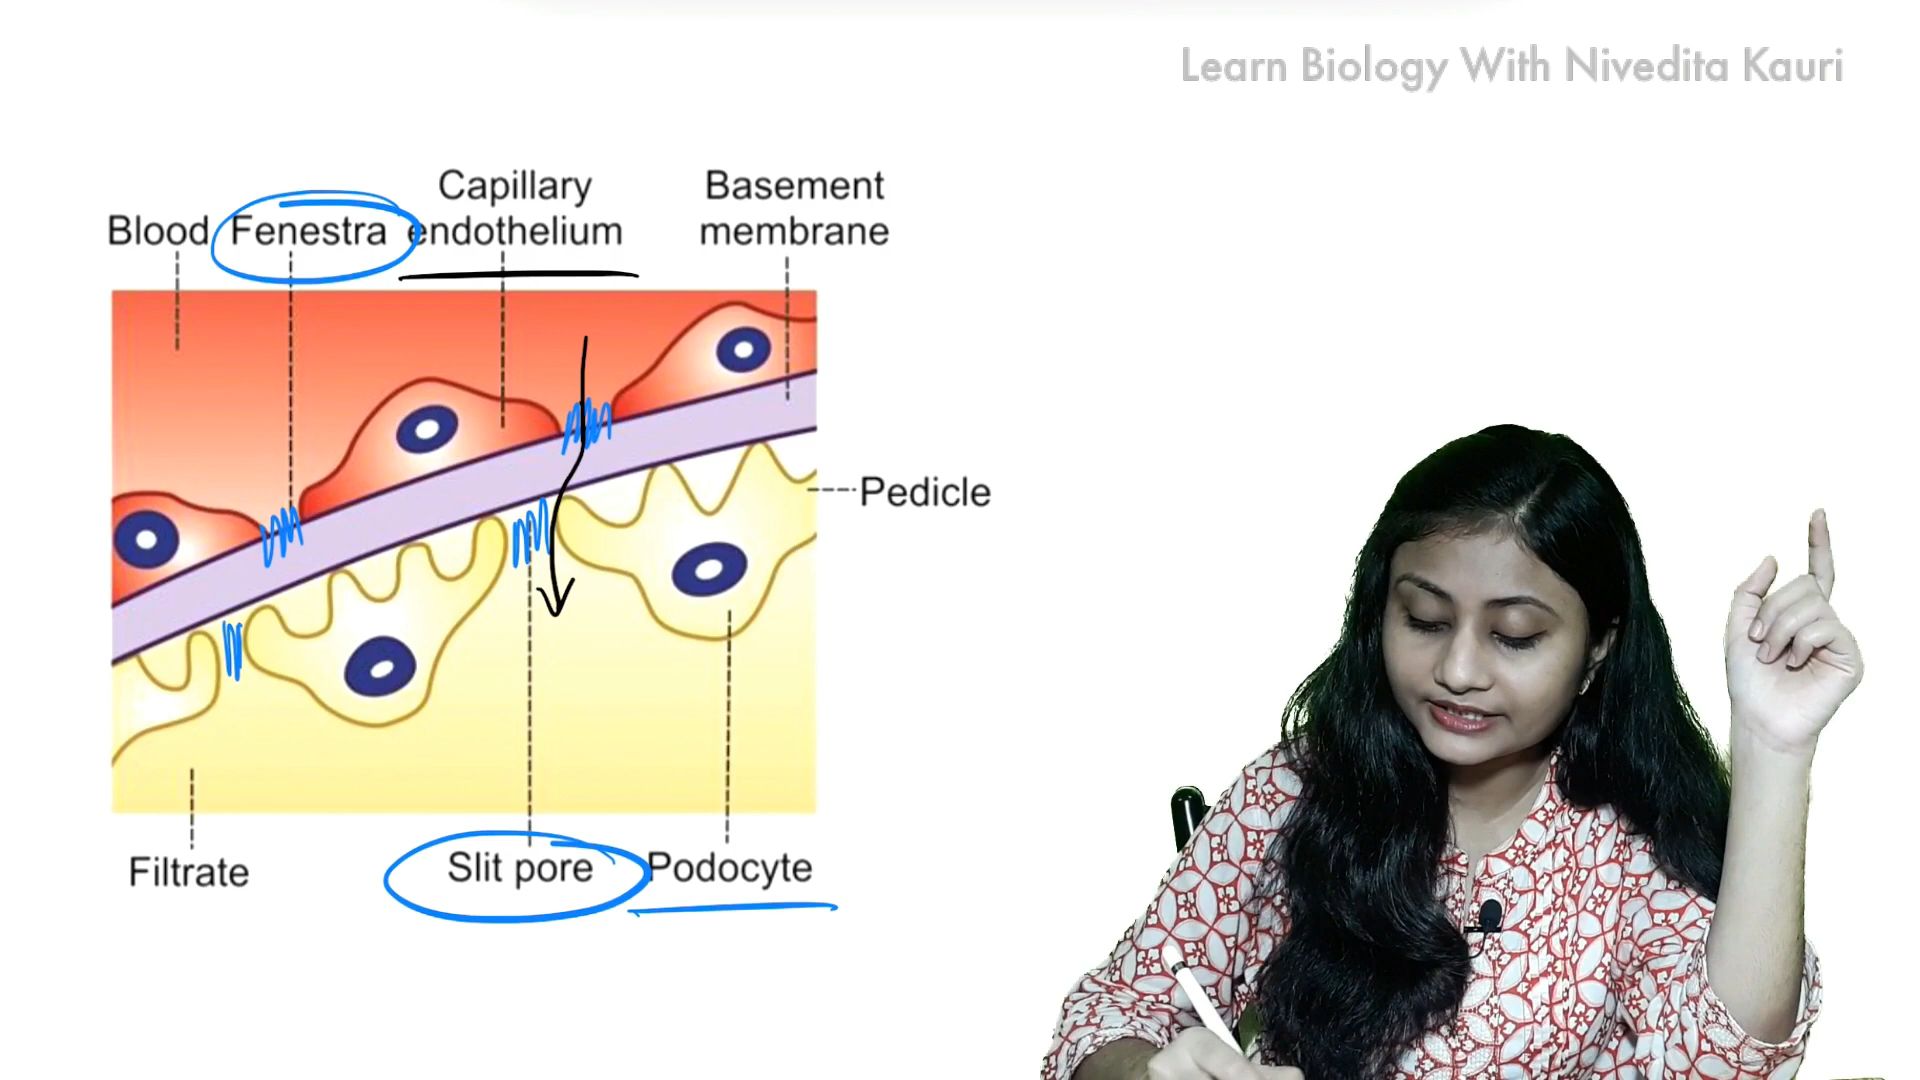 Learn Biology With Nivedita Kauri
Capillary
endothelium
Basement
membrane
Blood
Fenestra
Pedicle
Filtrate
Slit pore
Podocyte